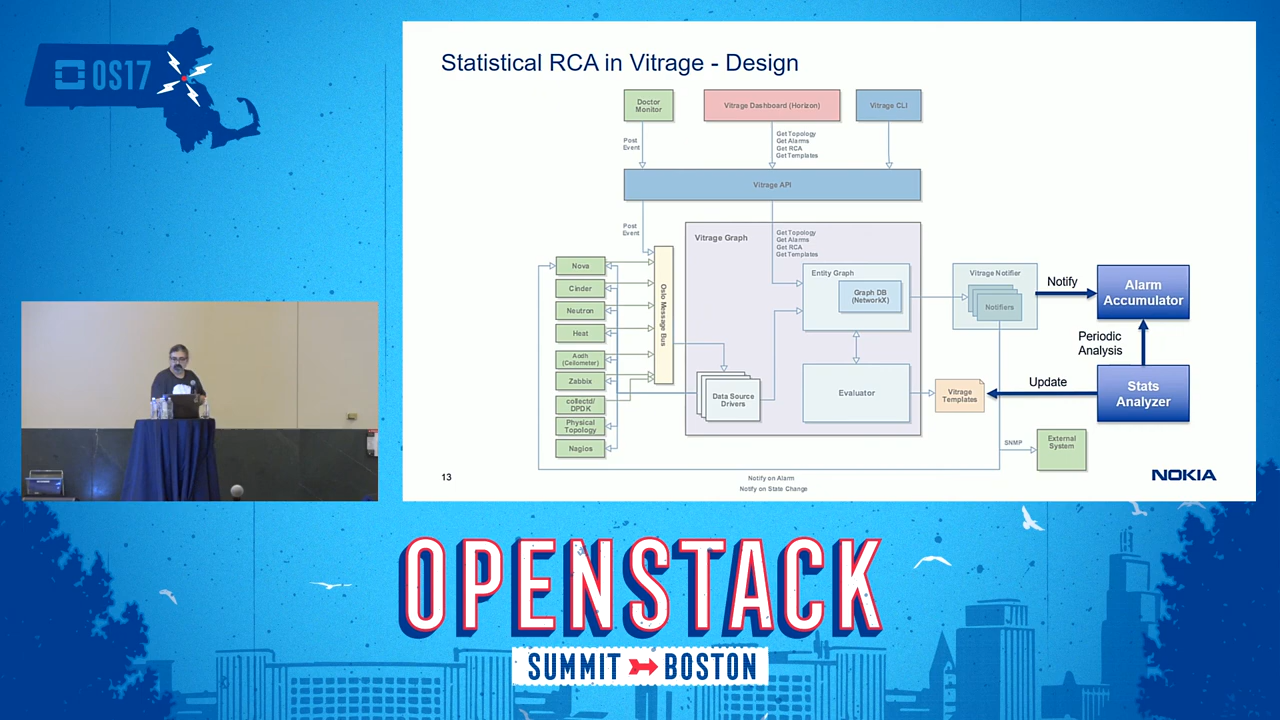 OS17
Statistical RCA in Vitrage - Design
Doctor
Monitor
Vitrage Dashboard (Horizon)
Vitrage CLI
Post
Event
Get Topology
Get Alarms
Get RCA
Get Templates
Vitrage API
Post
Event
Vitrage Graph
Get Topology
Get Alarms
Get RCA
Get Templates
Nova
Cinder
Neutron
Heat
Aodh
(Ceilometer)
Zabbix
collectd/
DPDK
Physical
Topology
Nagios
Oslo Message Bus
Entity Graph
Graph DB
(NetworkX)
Vitrage Notifier
Notifiers
Notify
Alarm
Accumulator
Periodic
Analysis
Data Source
Drivers
Evaluator
Vitrage
Templates
Update
Stats
Analyzer
SNMP
External
System
13
Notify on Alarm
Notify on State Change
NOKIA
OPENSTACK
SUMMIT BOSTON